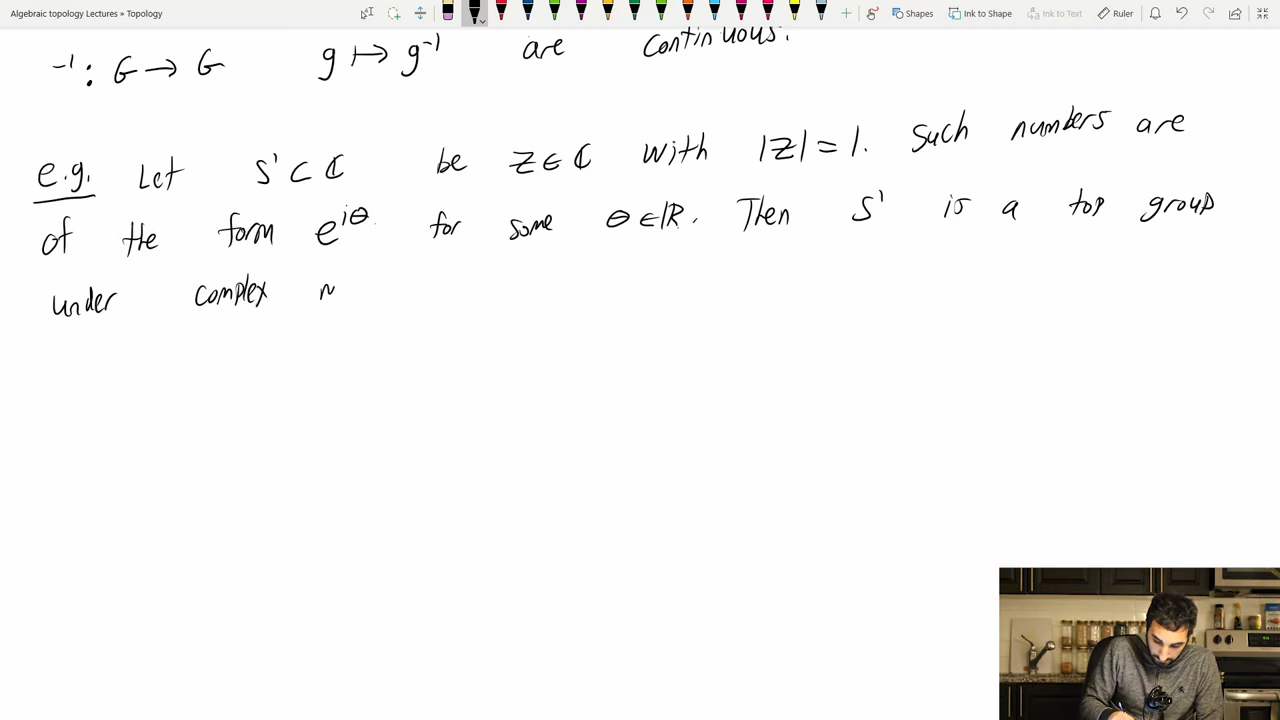 Algebraic topology Lectures » Topology
Shapes Ink to Shape Ink to Text Ruler
⁻¹: G → G g ↦ g⁻¹ are continuous.
e.g. Let S¹ ⊂ ℂ be z ∈ ℂ with |z| = 1. Such numbers are
of the form e^{iθ} for some θ ∈ ℝ. Then S¹ is a top group
under complex